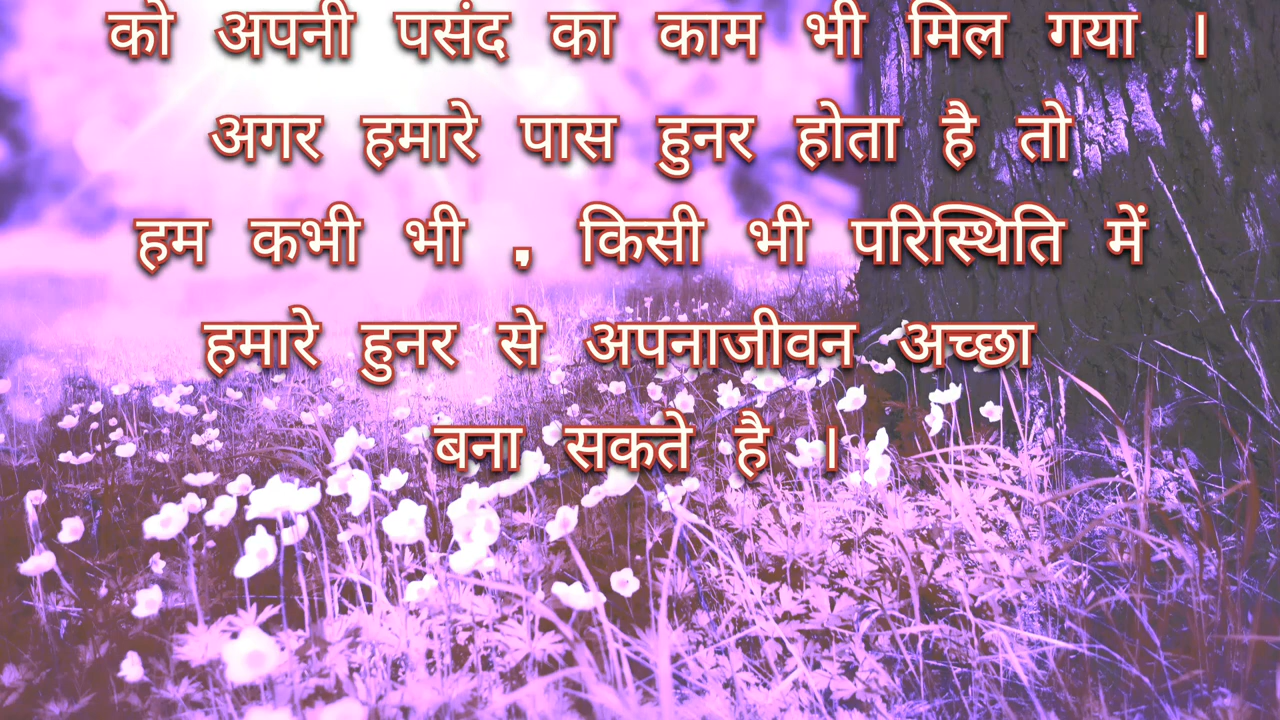 को अपनी पसंद का काम भी मिल गया ।
अगर हमारे पास हुनर होता है तो
हम कभी भी , किसी भी परिस्थिति में
हमारे हुनर से अपनाजीवन अच्छा
बना सकते है ।